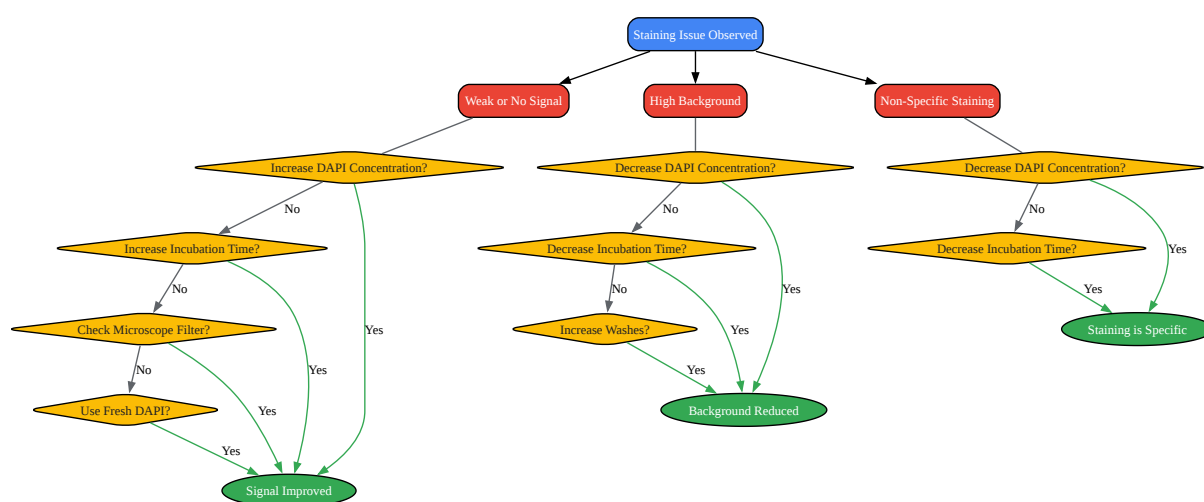 Staining Issue Observed
Weak or No Signal
High Background
Non-Specific Staining
Increase DAPI Concentration?
Decrease DAPI Concentration?
Decrease DAPI Concentration?
No
No
No
Increase Incubation Time?
Decrease Incubation Time?
Decrease Incubation Time?
Yes
No
No
Yes
Yes
Check Microscope Filter?
Increase Washes?
Yes
Yes
Staining is Specific
No
Yes
Yes
Use Fresh DAPI?
Yes
Background Reduced
Yes
Signal Improved